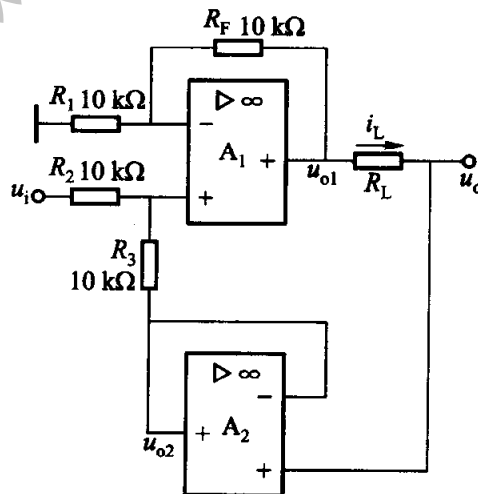 R_F 10 kΩ
R_1 10 kΩ
▷ ∞
−
A_1
+
i_L
R_2 10 kΩ
u_i
+
u_o1
R_L
u_o
R_3
10 kΩ
▷ ∞
−
+
A_2
u_o2
+